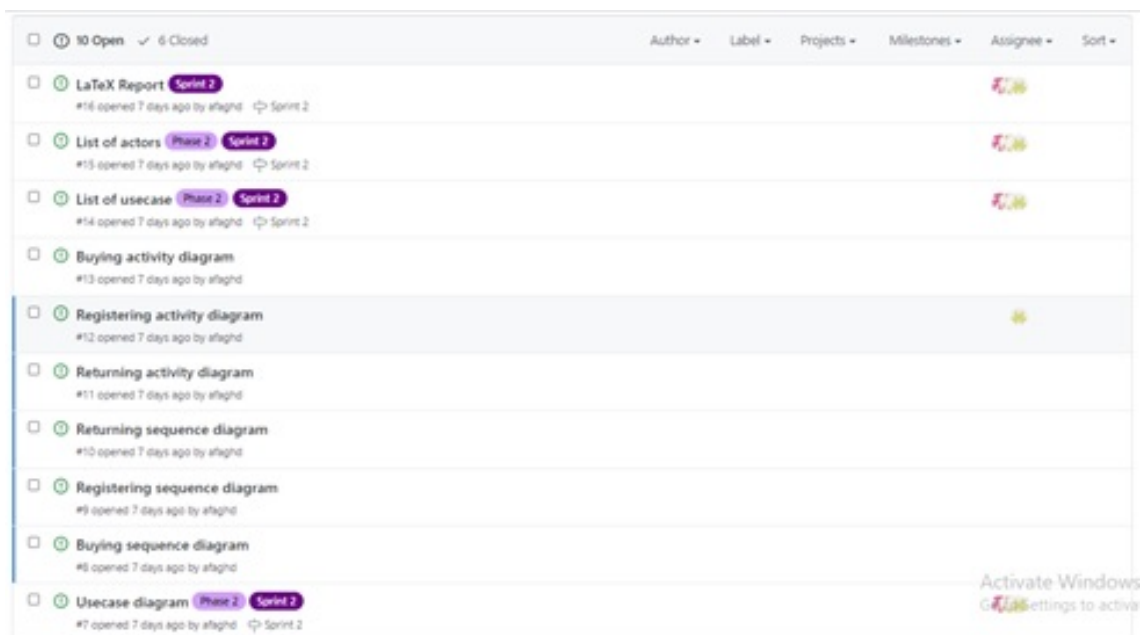 10 Open 6 Closed Author Label Projects Milestones Assignee Sort
LaTeX Report Sprint 2
#16 opened 7 days ago by afaghd Sprint 2
List of actors Phase 2 Sprint 2
#15 opened 7 days ago by afaghd Sprint 2
List of usecase Phase 2 Sprint 2
#14 opened 7 days ago by afaghd Sprint 2
Buying activity diagram
#13 opened 7 days ago by afaghd
Registering activity diagram
#12 opened 7 days ago by afaghd
Returning activity diagram
#11 opened 7 days ago by afaghd
Returning sequence diagram
#10 opened 7 days ago by afaghd
Registering sequence diagram
#9 opened 7 days ago by afaghd
Buying sequence diagram
#8 opened 7 days ago by afaghd
Usecase diagram Phase 2 Sprint 2
#7 opened 7 days ago by afaghd Sprint 2
Activate Windows
Settings to activa